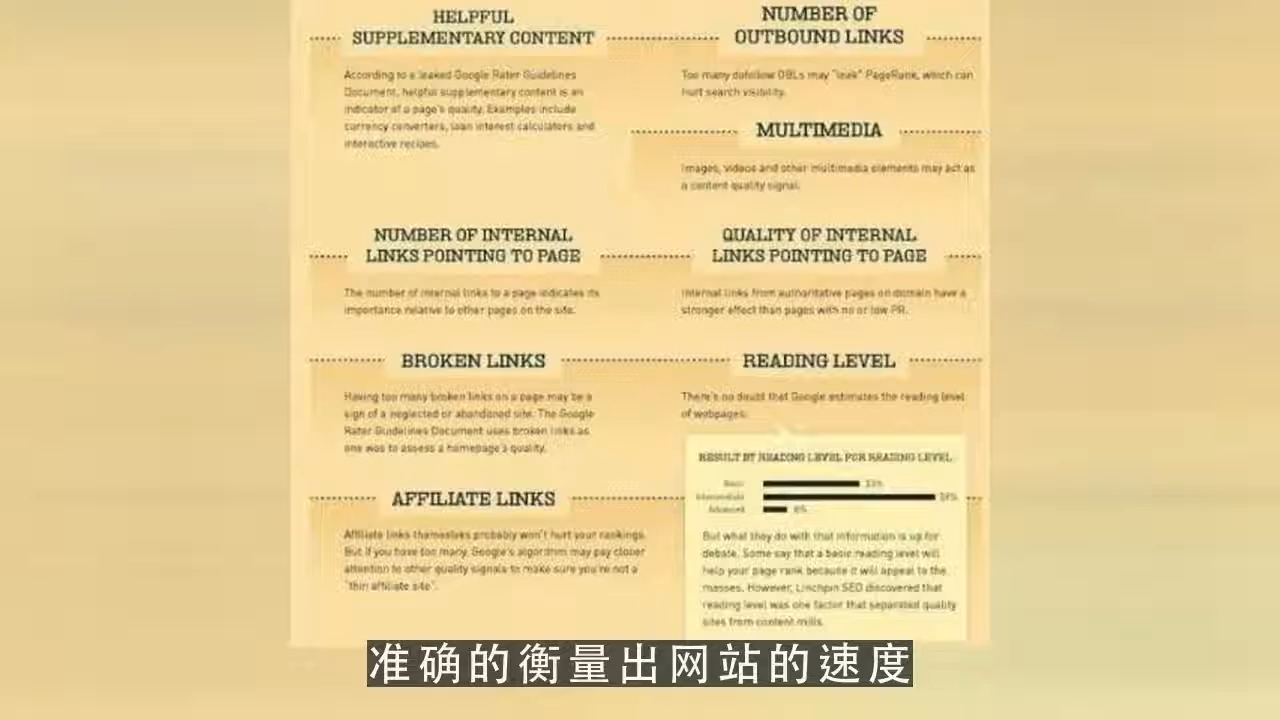 HELPFUL
SUPPLEMENTARY CONTENT
According to a leaked Google Rater Guidelines
Document, helpful supplementary content is an
indicator of a page's quality. Examples include
currency converters, loan interest calculators and
interactive recipes.
NUMBER OF
OUTBOUND LINKS
Too many dofollow OBLs may "leak" PageRank, which can
hurt search visibility.
MULTIMEDIA
Images, videos and other multimedia elements may act as
a content quality signal.
NUMBER OF INTERNAL
LINKS POINTING TO PAGE
The number of internal links to a page indicates its
importance relative to other pages on the site.
QUALITY OF INTERNAL
LINKS POINTING TO PAGE
Internal links from authoritative pages on domain have a
stronger effect than pages with no or low PR.
BROKEN LINKS
Having too many broken links on a page may be a
sign of a neglected or abandoned site. The Google
Rater Guidelines Document uses broken links as
one was to assess a homepage's quality.
READING LEVEL
There's no doubt that Google estimates the reading level
of webpages.
RESULT BY READING LEVEL FOR READING LEVEL
Basic
Intermediate
Advanced
But what they do with that information is up for
debate. Some say that a basic reading level will
help your page rank because it will appeal to the
masses. However, Linchpin SEO discovered that
reading level was one factor that separated quality
sites from content mills.
AFFILIATE LINKS
Affiliate links themselves probably won't hurt your rankings.
But if you have too many, Google's algorithm may pay closer
attention to other quality signals to make sure you're not a
"thin affiliate site".
准确的衡量出网站的速度